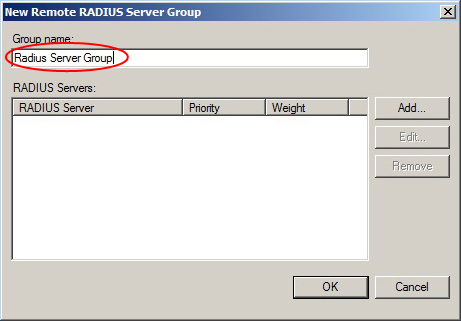 New Remote RADIUS Server Group
Group name:
Radius Server Group
RADIUS Servers:
RADIUS Server Priority Weight
Add...
Edit...
Remove
OK Cancel